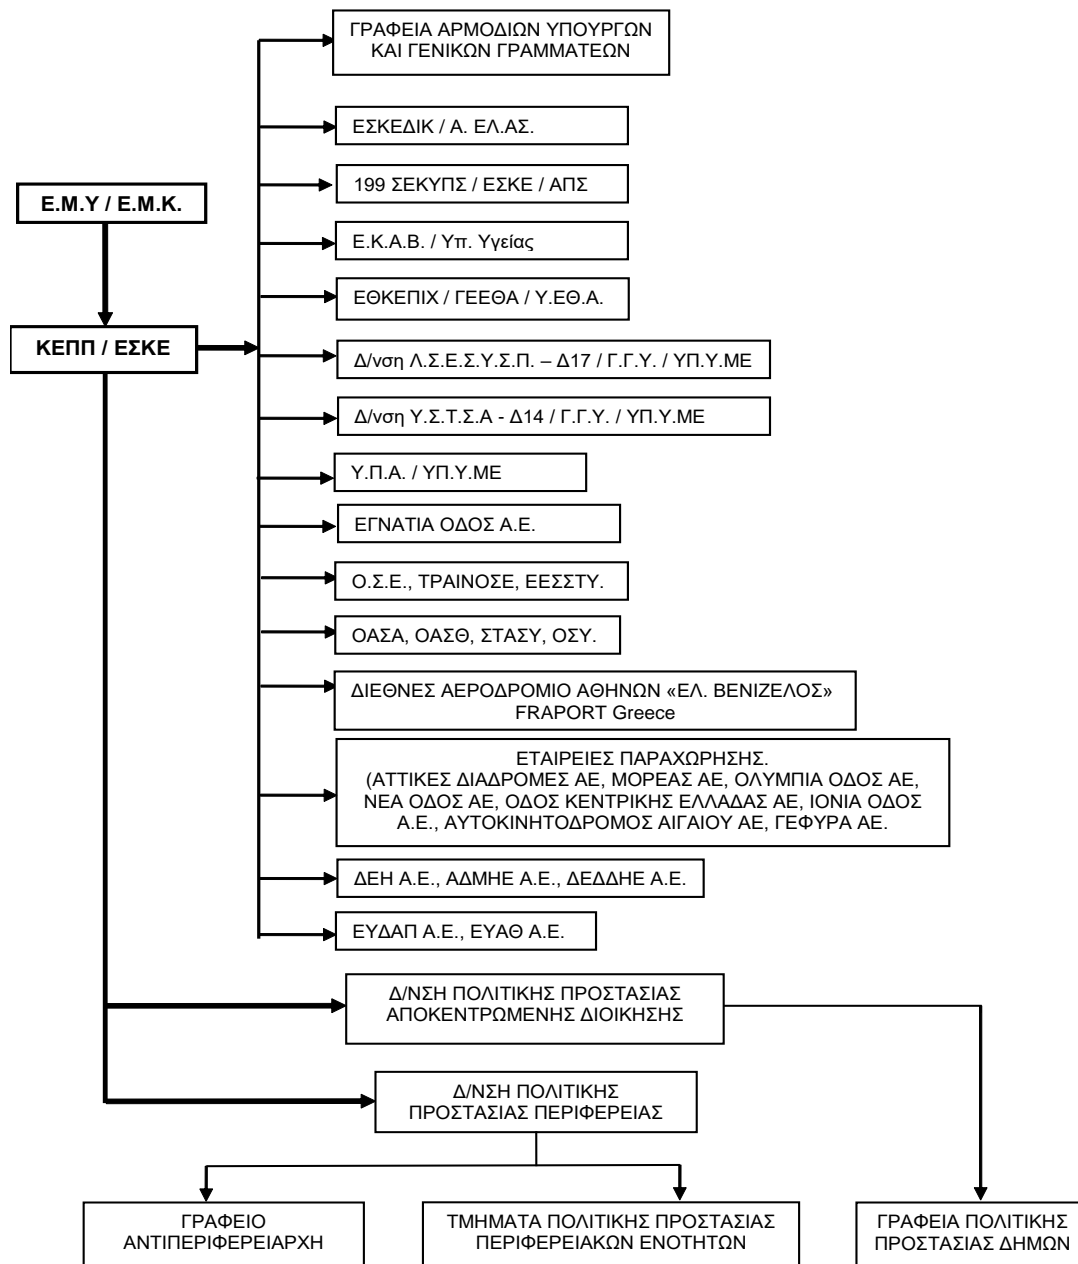 ΓΡΑΦΕΙΑ ΑΡΜΟΔΙΩΝ ΥΠΟΥΡΓΩΝ
ΚΑΙ ΓΕΝΙΚΩΝ ΓΡΑΜΜΑΤΕΩΝ
ΕΣΚΕΔΙΚ / Α. ΕΛ.ΑΣ.
199 ΣΕΚΥΠΣ / ΕΣΚΕ / ΑΠΣ
Ε.Μ.Υ / Ε.Μ.Κ.
Ε.Κ.Α.Β. / Υπ. Υγείας
ΕΘΚΕΠΙΧ / ΓΕΕΘΑ / Υ.ΕΘ.Α.
ΚΕΠΠ / ΕΣΚΕ
Δ/νση Λ.Σ.Ε.Σ.Υ.Σ.Π. – Δ17 / Γ.Γ.Υ. / ΥΠ.Υ.ΜΕ
Δ/νση Υ.Σ.Τ.Σ.Α - Δ14 / Γ.Γ.Υ. / ΥΠ.Υ.ΜΕ
Υ.Π.Α. / ΥΠ.Υ.ΜΕ
ΕΓΝΑΤΙΑ ΟΔΟΣ Α.Ε.
Ο.Σ.Ε., ΤΡΑΙΝΟΣΕ, ΕΕΣΣΤΥ.
ΟΑΣΑ, ΟΑΣΘ, ΣΤΑΣΥ, ΟΣΥ.
ΔΙΕΘΝΕΣ ΑΕΡΟΔΡΟΜΙΟ ΑΘΗΝΩΝ «ΕΛ. ΒΕΝΙΖΕΛΟΣ»
FRAPORT Greece
ΕΤΑΙΡΕΙΕΣ ΠΑΡΑΧΩΡΗΣΗΣ.
(ΑΤΤΙΚΕΣ ΔΙΑΔΡΟΜΕΣ ΑΕ, ΜΟΡΕΑΣ ΑΕ, ΟΛΥΜΠΙΑ ΟΔΟΣ ΑΕ,
ΝΕΑ ΟΔΟΣ ΑΕ, ΟΔΟΣ ΚΕΝΤΡΙΚΗΣ ΕΛΛΑΔΑΣ ΑΕ, ΙΟΝΙΑ ΟΔΟΣ
Α.Ε., ΑΥΤΟΚΙΝΗΤΟΔΡΟΜΟΣ ΑΙΓΑΙΟΥ ΑΕ, ΓΕΦΥΡΑ ΑΕ.
ΔΕΗ Α.Ε., ΑΔΜΗΕ Α.Ε., ΔΕΔΔΗΕ Α.Ε.
ΕΥΔΑΠ Α.Ε., ΕΥΑΘ Α.Ε.
Δ/ΝΣΗ ΠΟΛΙΤΙΚΗΣ ΠΡΟΣΤΑΣΙΑΣ
ΑΠΟΚΕΝΤΡΩΜΕΝΗΣ ΔΙΟΙΚΗΣΗΣ
Δ/ΝΣΗ ΠΟΛΙΤΙΚΗΣ
ΠΡΟΣΤΑΣΙΑΣ ΠΕΡΙΦΕΡΕΙΑΣ
ΓΡΑΦΕΙΟ
ΑΝΤΙΠΕΡΙΦΕΡΕΙΑΡΧΗ
ΤΜΗΜΑΤΑ ΠΟΛΙΤΙΚΗΣ ΠΡΟΣΤΑΣΙΑΣ
ΠΕΡΙΦΕΡΕΙΑΚΩΝ ΕΝΟΤΗΤΩΝ
ΓΡΑΦΕΙΑ ΠΟΛΙΤΙΚΗΣ
ΠΡΟΣΤΑΣΙΑΣ ΔΗΜΩΝ